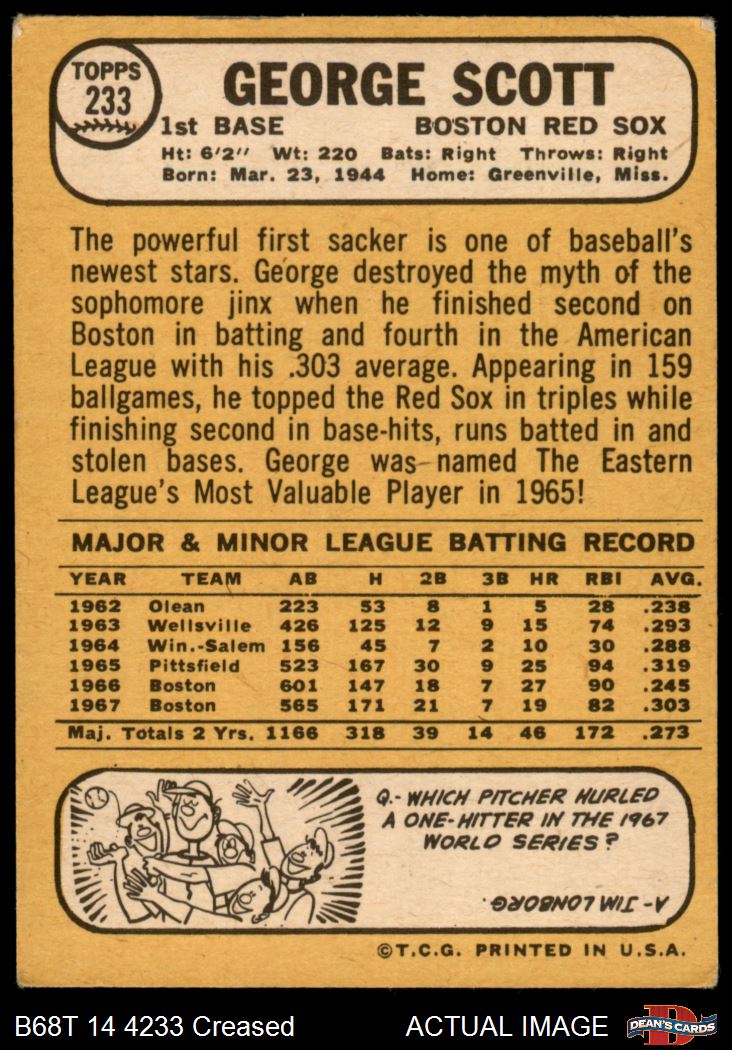 TOPPS
233
GEORGE SCOTT
1st BASE BOSTON RED SOX
Ht: 6'2" Wt: 220 Bats: Right Throws: Right
Born: Mar. 23, 1944 Home: Greenville, Miss.
The powerful first sacker is one of baseball's
newest stars. George destroyed the myth of the
sophomore jinx when he finished second on
Boston in batting and fourth in the American
League with his .303 average. Appearing in 159
ballgames, he topped the Red Sox in triples while
finishing second in base-hits, runs batted in and
stolen bases. George was named The Eastern
League's Most Valuable Player in 1965!
MAJOR & MINOR LEAGUE BATTING RECORD
YEAR TEAM AB H 2B 3B HR RBI AVG.
1962 Olean 223 53 8 1 5 28 .238
1963 Wellsville 426 125 12 9 15 74 .293
1964 Win.-Salem 156 45 7 2 10 30 .288
1965 Pittsfield 523 167 30 9 25 94 .319
1966 Boston 601 147 18 7 27 90 .245
1967 Boston 565 171 21 7 19 82 .303
Maj. Totals 2 Yrs. 1166 318 39 14 46 172 .273
Q.- WHICH PITCHER HURLED
A ONE-HITTER IN THE 1967
WORLD SERIES?
A- JIM LONBORG.
©T.C.G. PRINTED IN U.S.A.
B68T 14 4233 Creased ACTUAL IMAGE
D
DEAN'S CARDS